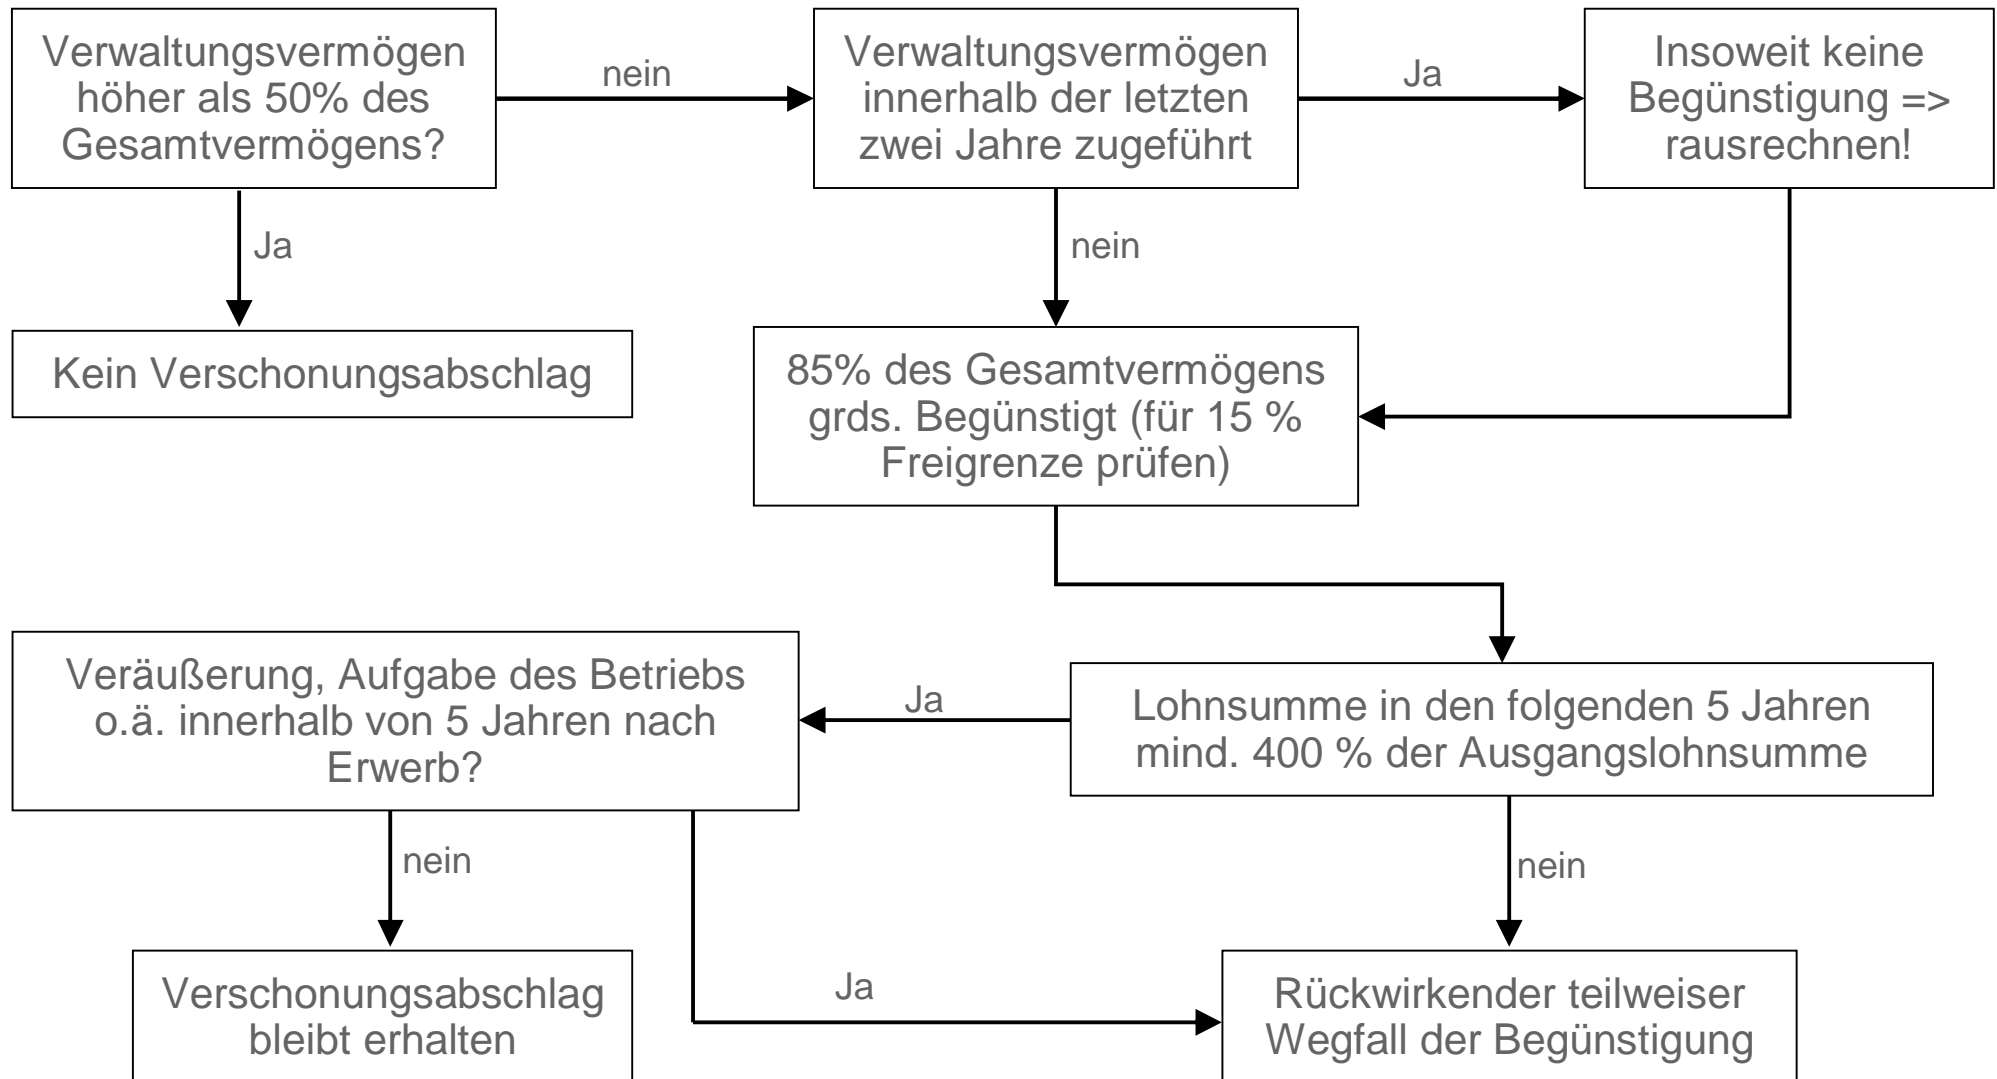 Verwaltungsvermögen
höher als 50% des
Gesamtvermögens?
nein
Verwaltungsvermögen
innerhalb der letzten
zwei Jahre zugeführt
Ja
Insoweit keine
Begünstigung =>
rausrechnen!
Ja
nein
Kein Verschonungsabschlag
85% des Gesamtvermögens
grds. Begünstigt (für 15 %
Freigrenze prüfen)
Veräußerung, Aufgabe des Betriebs
o.ä. innerhalb von 5 Jahren nach
Erwerb?
Ja
Lohnsumme in den folgenden 5 Jahren
mind. 400 % der Ausgangslohnsumme
nein
nein
Verschonungsabschlag
bleibt erhalten
Ja
Rückwirkender teilweiser
Wegfall der Begünstigung